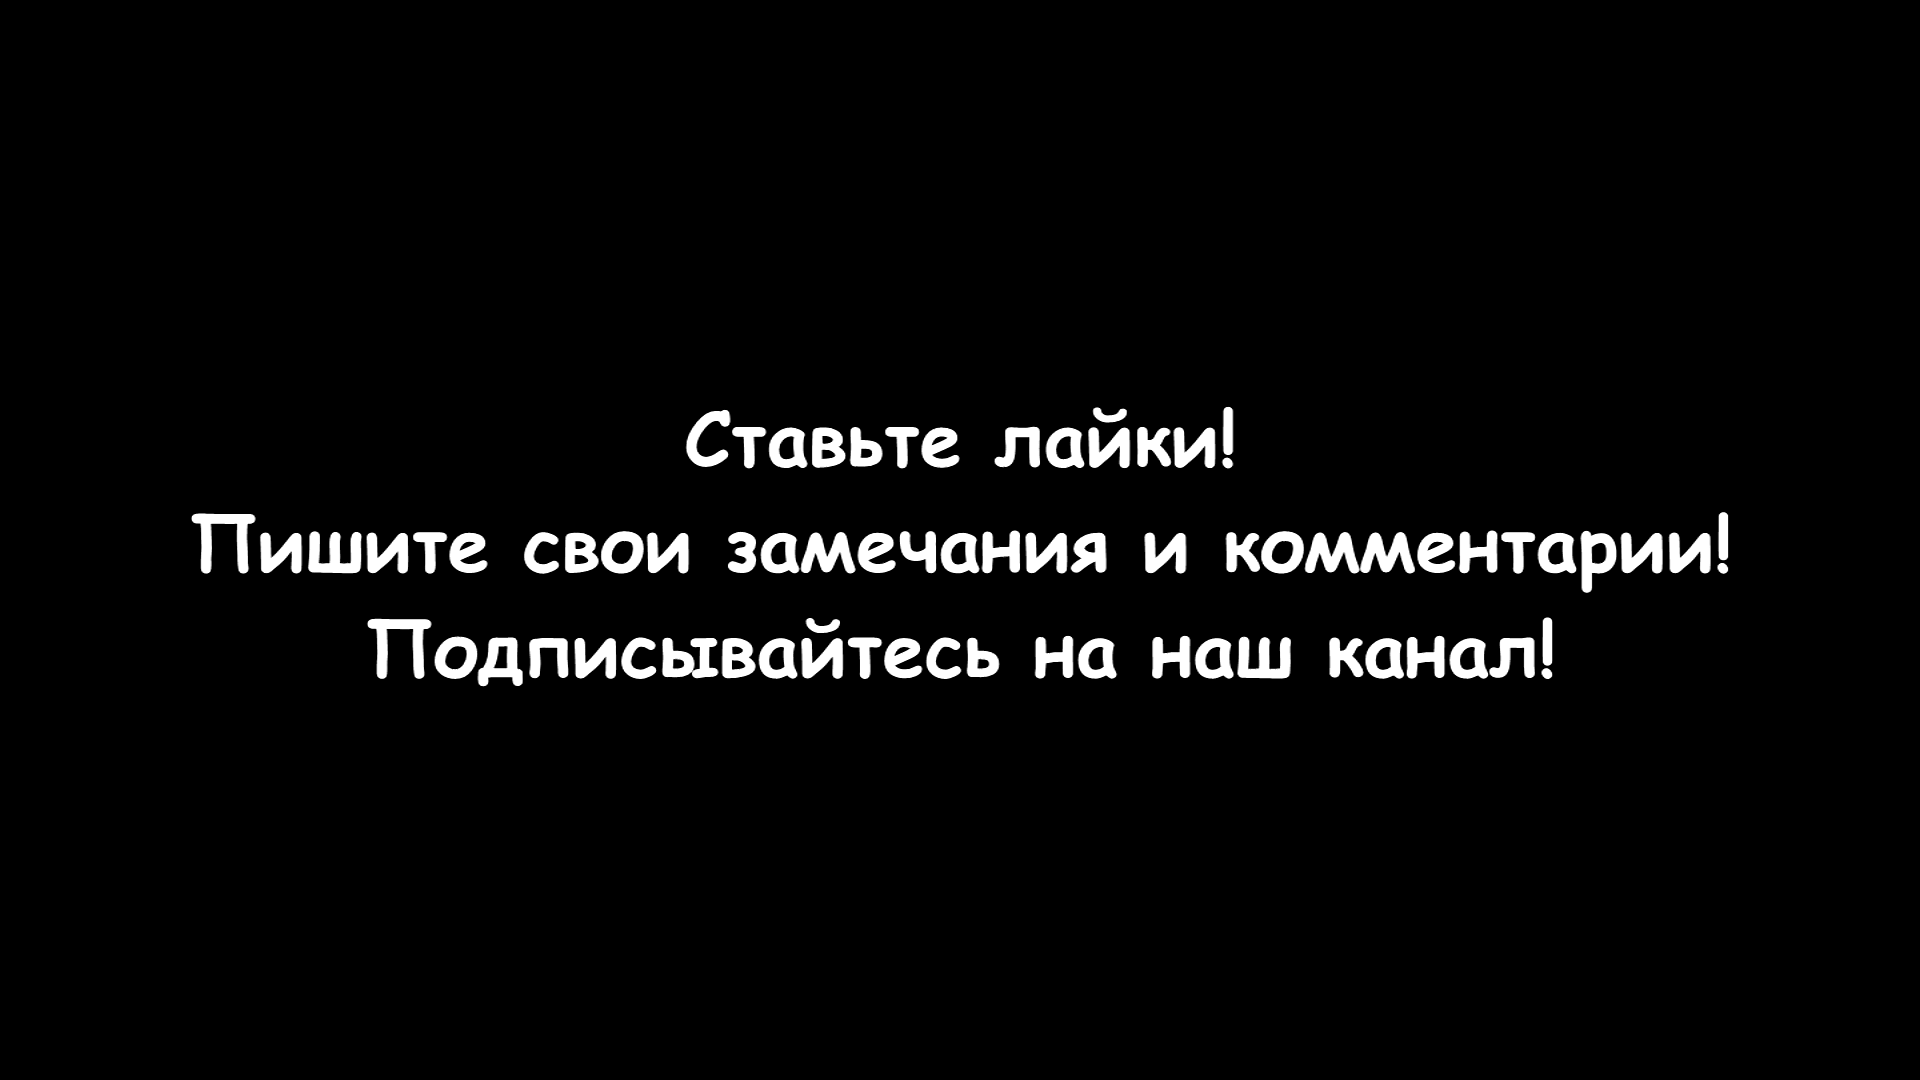 Ставьте лайки!
Пишите свои замечания и комментарии!
Подписывайтесь на наш канал!